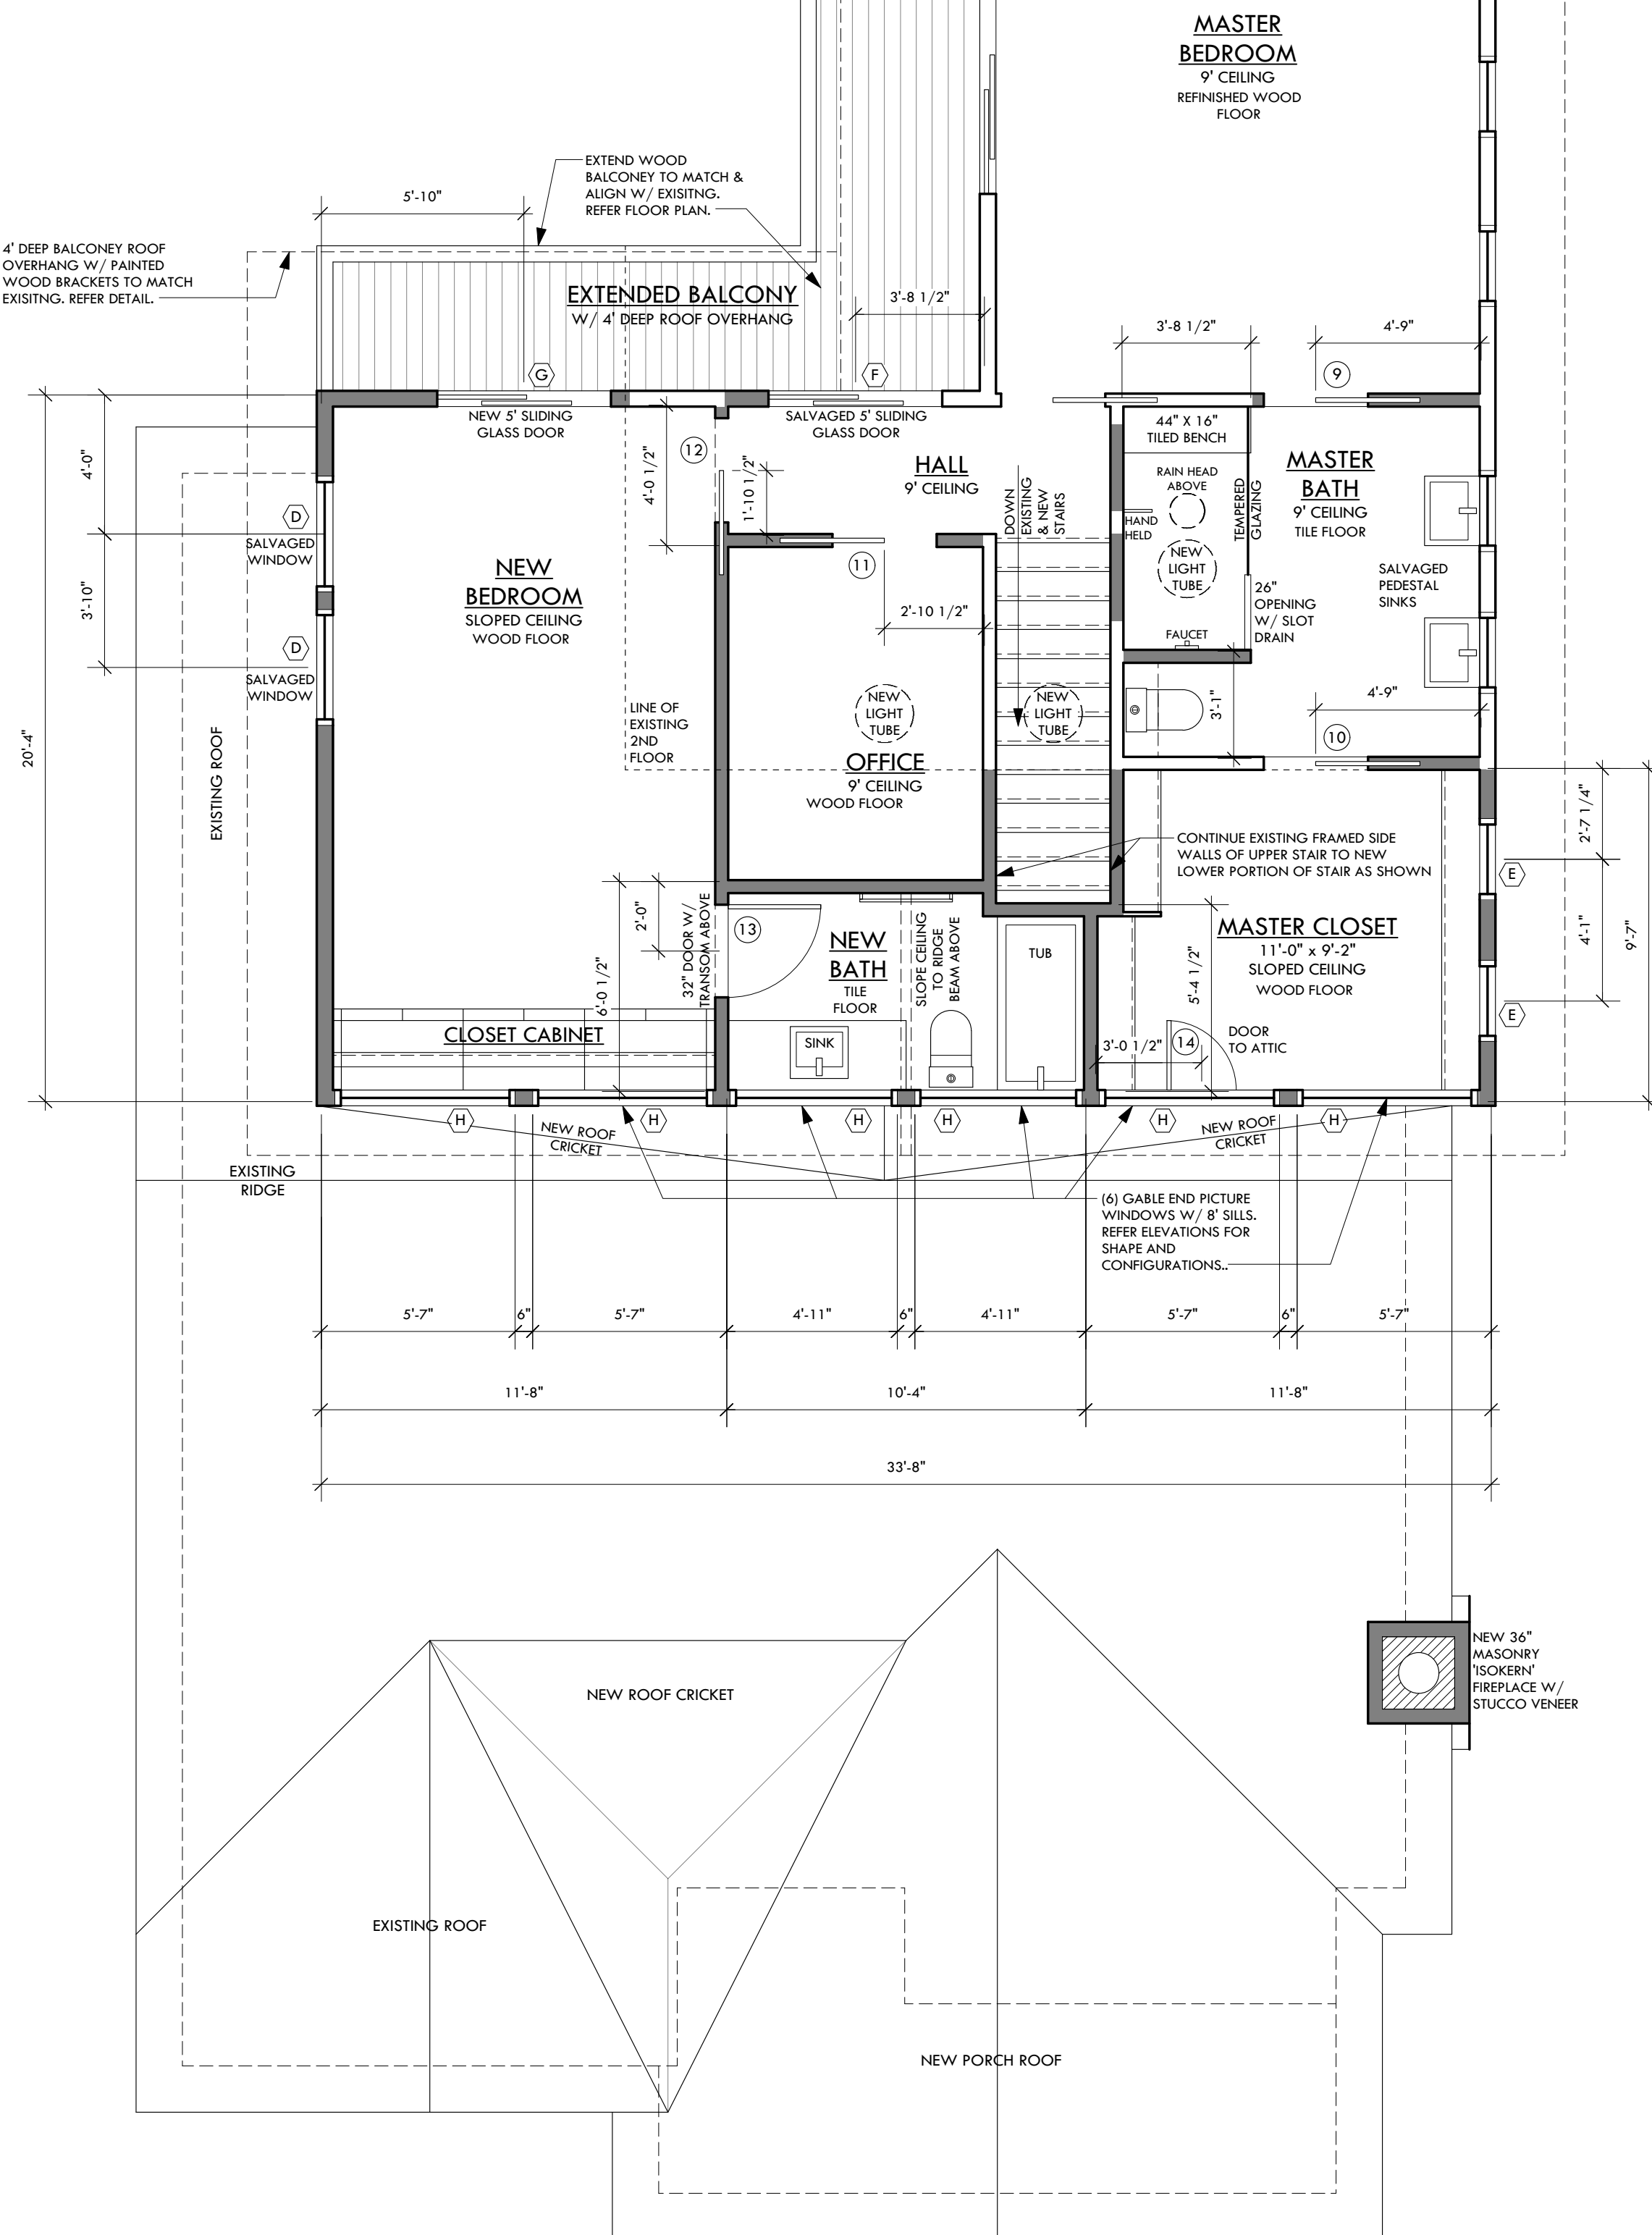 MASTER
BEDROOM
9' CEILING
REFINISHED WOOD
FLOOR
EXTEND WOOD
BALCONEY TO MATCH &
ALIGN W/ EXISITNG.
REFER FLOOR PLAN.
5'-10"
4' DEEP BALCONEY ROOF
OVERHANG W/ PAINTED
WOOD BRACKETS TO MATCH
EXISITNG. REFER DETAIL.
EXTENDED BALCONY
W/ 4' DEEP ROOF OVERHANG
3'-8 1/2"
3'-8 1/2"
4'-9"
G
F
9
NEW 5' SLIDING
GLASS DOOR
SALVAGED 5' SLIDING
GLASS DOOR
44" X 16"
TILED BENCH
4'-0"
12
4'-0 1/2"
1'-10 1/2"
HALL
9' CEILING
DOWN
EXISTING
& NEW
STAIRS
RAIN HEAD
ABOVE
TEMPERED
GLAZING
HAND
HELD
MASTER
BATH
9' CEILING
TILE FLOOR
D
SALVAGED
WINDOW
NEW
BEDROOM
SLOPED CEILING
WOOD FLOOR
11
NEW
LIGHT
TUBE
SALVAGED
PEDESTAL
SINKS
3'-10"
26"
OPENING
W/ SLOT
DRAIN
2'-10 1/2"
FAUCET
D
SALVAGED
WINDOW
20'-4"
EXISTING ROOF
LINE OF
EXISTING
2ND
FLOOR
NEW
LIGHT
TUBE
NEW
LIGHT
TUBE
3'-1"
4'-9"
10
OFFICE
9' CEILING
WOOD FLOOR
2'-7 1/4"
CONTINUE EXISTING FRAMED SIDE
WALLS OF UPPER STAIR TO NEW
LOWER PORTION OF STAIR AS SHOWN
E
2'-0"
32" DOOR W/
TRANSOM ABOVE
13
NEW
BATH
TILE
FLOOR
SLOPE CEILING
TO RIDGE
BEAM ABOVE
TUB
MASTER CLOSET
11'-0" x 9'-2"
SLOPED CEILING
WOOD FLOOR
4'-1"
9'-7"
6'-0 1/2"
5'-4 1/2"
E
CLOSET CABINET
SINK
3'-0 1/2"
14
DOOR
TO ATTIC
H
H
H
H
H
H
NEW ROOF
CRICKET
NEW ROOF
CRICKET
EXISTING
RIDGE
(6) GABLE END PICTURE
WINDOWS W/ 8' SILLS.
REFER ELEVATIONS FOR
SHAPE AND
CONFIGURATIONS..
5'-7"
6"
5'-7"
4'-11"
6"
4'-11"
5'-7"
6"
5'-7"
11'-8"
10'-4"
11'-8"
33'-8"
NEW 36"
MASONRY
'ISOKERN'
FIREPLACE W/
STUCCO VENEER
NEW ROOF CRICKET
EXISTING ROOF
NEW PORCH ROOF